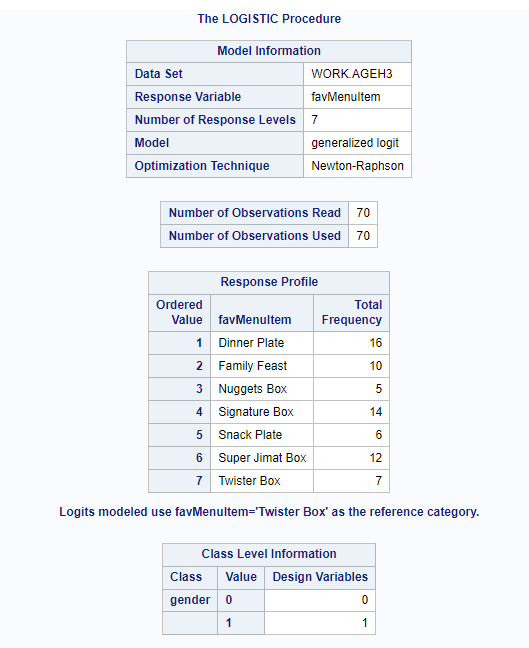 The LOGISTIC Procedure
Model Information
Data Set WORK.AGEH3
Response Variable favMenuItem
Number of Response Levels 7
Model generalized logit
Optimization Technique Newton-Raphson
Number of Observations Read 70
Number of Observations Used 70
Response Profile
Ordered Value favMenuItem Total Frequency
1 Dinner Plate 16
2 Family Feast 10
3 Nuggets Box 5
4 Signature Box 14
5 Snack Plate 6
6 Super Jimat Box 12
7 Twister Box 7
Logits modeled use favMenuItem='Twister Box' as the reference category.
Class Level Information
Class Value Design Variables
gender 0 0
1 1